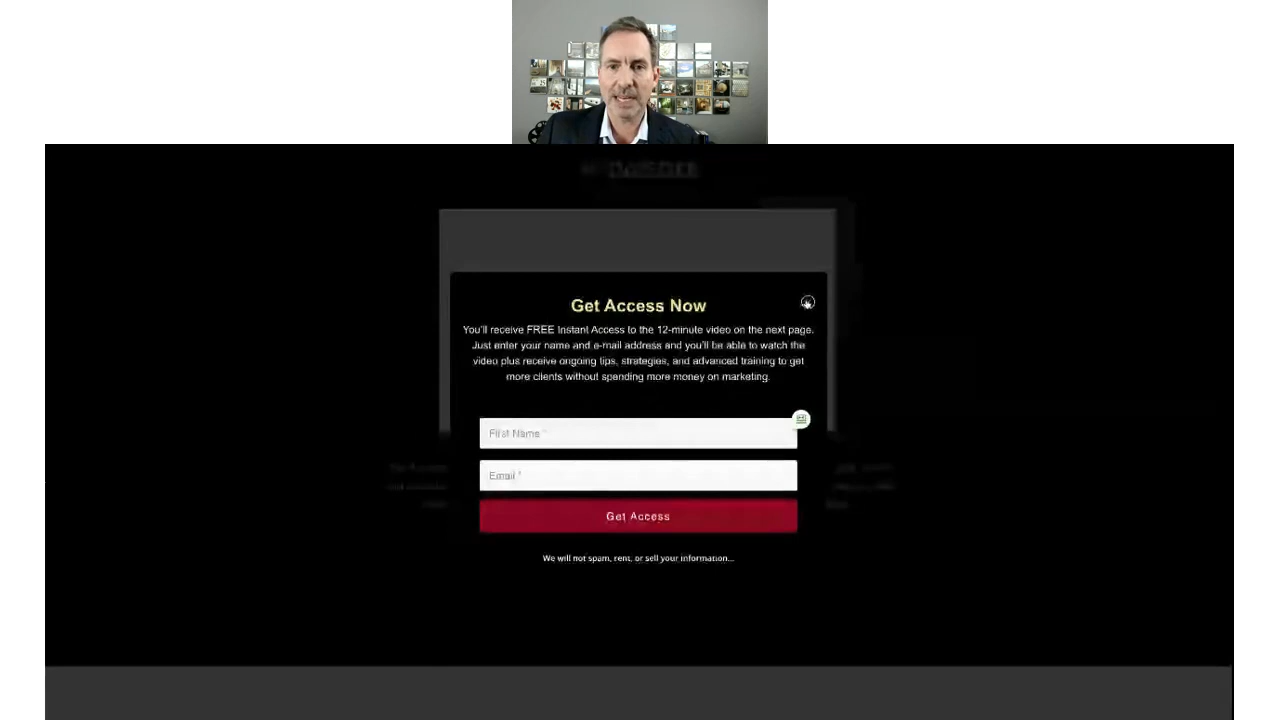 Get Access Now
You'll receive FREE Instant Access to the 12-minute video on the next page.
Just enter your name and e-mail address and you'll be able to watch the
video plus receive ongoing tips, strategies, and advanced training to get
more clients without spending more money on marketing.
First Name *
Email *
Get Access
We will not spam, rent, or sell your information...